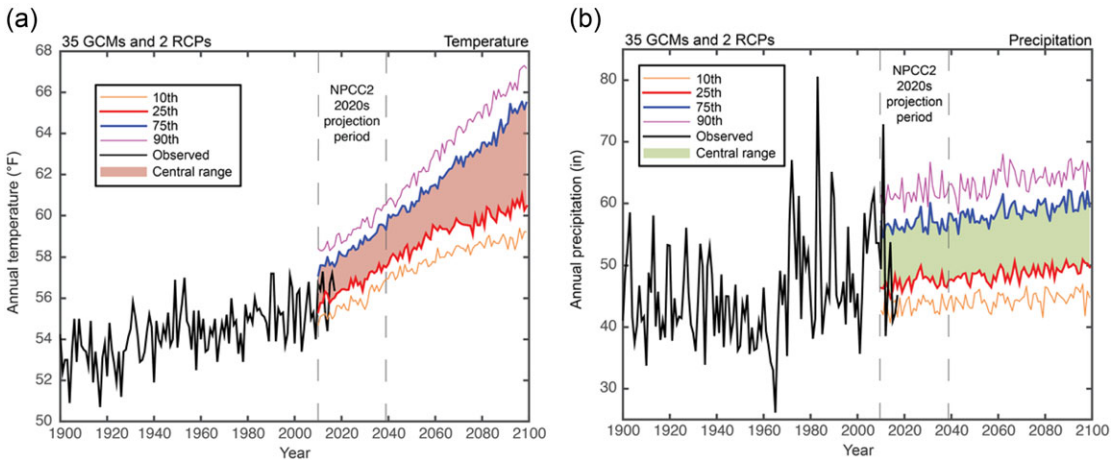 (a)
35 GCMs and 2 RCPs Temperature
68
66
64
62
60
58
56
54
52
50
Annual temperature (°F)
10th
25th
75th
90th
Observed
Central range
NPCC2
2020s
projection
period
1900 1920 1940 1960 1980 2000 2020 2040 2060 2080 2100
Year
(b)
35 GCMs and 2 RCPs Precipitation
80
70
60
50
40
30
Annual precipitation (in)
10th
25th
75th
90th
Observed
Central range
NPCC2
2020s
projection
period
1900 1920 1940 1960 1980 2000 2020 2040 2060 2080 2100
Year